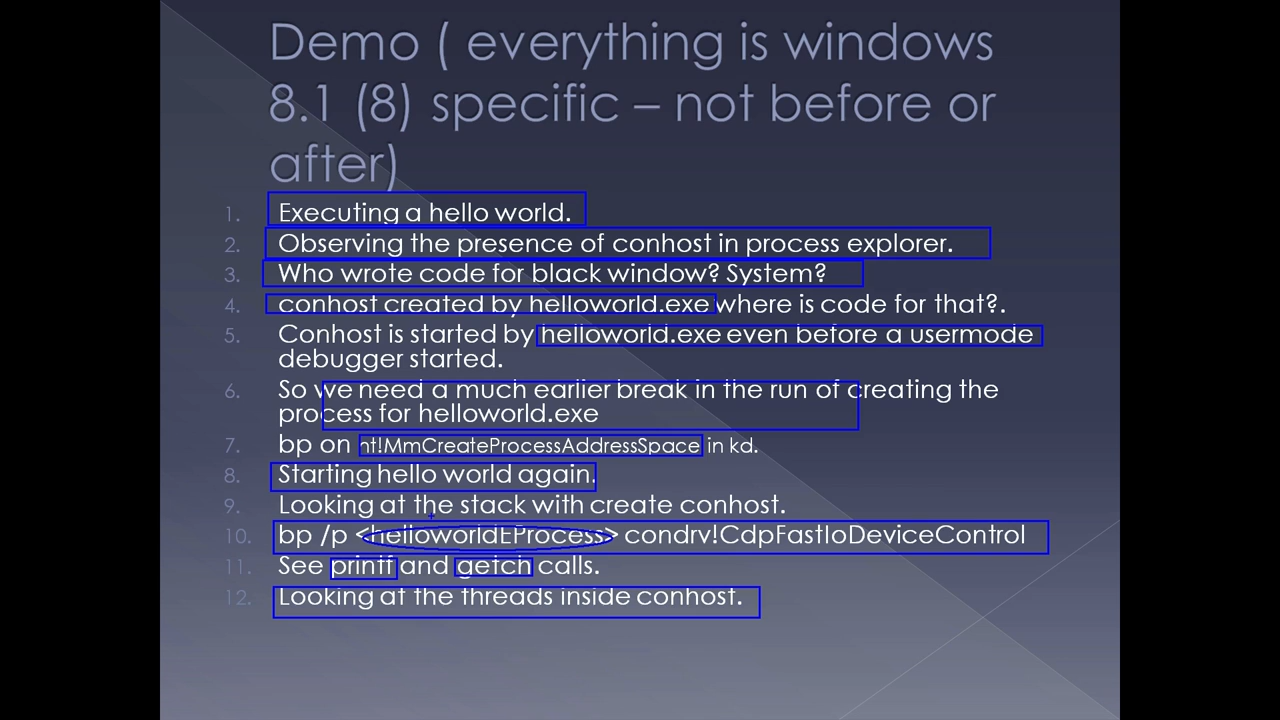 Demo ( everything is windows
8.1 (8) specific – not before or
after)
1. Executing a hello world.
2. Observing the presence of conhost in process explorer.
3. Who wrote code for black window? System?
4. conhost created by helloworld.exe where is code for that?.
5. Conhost is started by helloworld.exe even before a usermode
debugger started.
6. So we need a much earlier break in the run of creating the
process for helloworld.exe
7. bp on nt!MmCreateProcessAddressSpace in kd.
8. Starting hello world again.
9. Looking at the stack with create conhost.
10. bp /p <helloworldEProcess> condrv!CdpFastIoDeviceControl
11. See printf and getch calls.
12. Looking at the threads inside conhost.